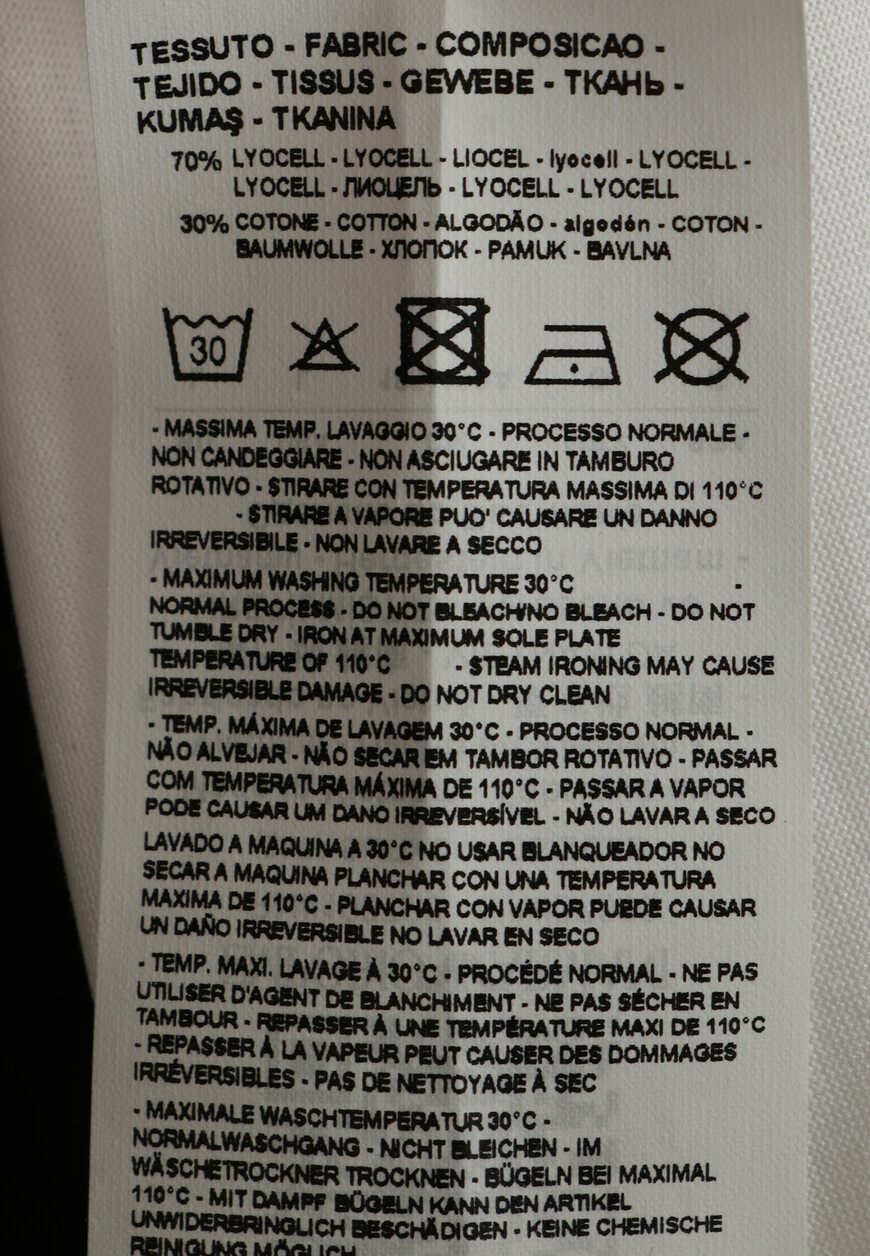 TESSUTO - FABRIC - COMPOSICAO -
TEJIDO - TISSUS - GEWEBE - ТКАНЬ -
KUMAŞ - TKANINA
70% LYOCELL - LYOCELL - LIOCEL - lyocell - LYOCELL -
LYOCELL - ЛИОЦЕЛЬ - LYOCELL - LYOCELL
30% COTONE - COTTON - ALGODÃO - algodón - COTON -
BAUMWOLLE - ХЛОПОК - PAMUK - BAVLNA
30
- MASSIMA TEMP. LAVAGGIO 30°C - PROCESSO NORMALE -
NON CANDEGGIARE - NON ASCIUGARE IN TAMBURO
ROTATIVO - STIRARE CON TEMPERATURA MASSIMA DI 110°C
- STIRARE A VAPORE PUO' CAUSARE UN DANNO
IRREVERSIBILE - NON LAVARE A SECCO
- MAXIMUM WASHING TEMPERATURE 30°C -
NORMAL PROCESS - DO NOT BLEACH/NO BLEACH - DO NOT
TUMBLE DRY - IRON AT MAXIMUM SOLE PLATE
TEMPERATURE OF 110°C - STEAM IRONING MAY CAUSE
IRREVERSIBLE DAMAGE - DO NOT DRY CLEAN
- TEMP. MÁXIMA DE LAVAGEM 30°C - PROCESSO NORMAL -
NÃO ALVEJAR - NÃO SECAR EM TAMBOR ROTATIVO - PASSAR
COM TEMPERATURA MÁXIMA DE 110°C - PASSAR A VAPOR
PODE CAUSAR UM DANO IRREVERSÍVEL - NÃO LAVAR A SECO
LAVADO A MAQUINA A 30°C NO USAR BLANQUEADOR NO
SECAR A MAQUINA PLANCHAR CON UNA TEMPERATURA
MAXIMA DE 110°C - PLANCHAR CON VAPOR PUEDE CAUSAR
UN DAÑO IRREVERSIBLE NO LAVAR EN SECO
- TEMP. MAXI. LAVAGE À 30°C - PROCÉDÉ NORMAL - NE PAS
UTILISER D'AGENT DE BLANCHIMENT - NE PAS SÉCHER EN
TAMBOUR - REPASSER À UNE TEMPÉRATURE MAXI DE 110°C
- REPASSER À LA VAPEUR PEUT CAUSER DES DOMMAGES
IRRÉVERSIBLES - PAS DE NETTOYAGE À SEC
- MAXIMALE WASCHTEMPERATUR 30°C -
NORMALWASCHGANG - NICHT BLEICHEN - IM
WÄSCHETROCKNER TROCKNEN - BÜGELN BEI MAXIMAL
110°C - MIT DAMPF BÜGELN KANN DEN ARTIKEL
UNWIDERBRINGLICH BESCHÄDIGEN - KEINE CHEMISCHE
REINIGUNG MÖGLICH